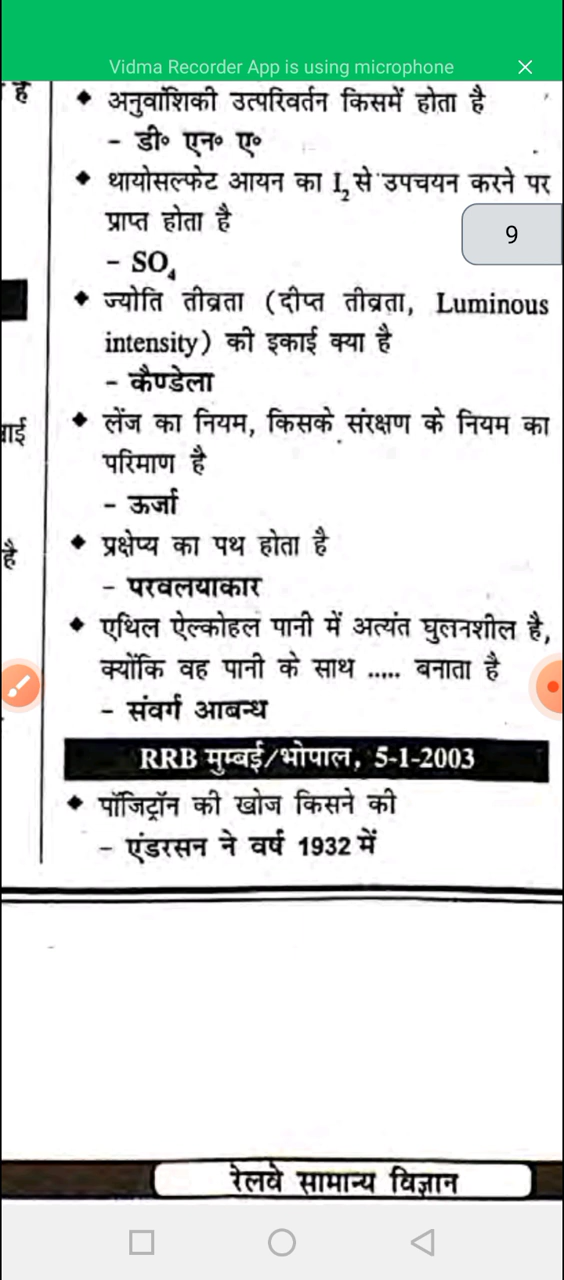 Vidma Recorder App is using microphone
है
◆ अनुवांशिकी उत्परिवर्तन किसमें होता है
– डी॰ एन॰ ए॰
◆ थायोसल्फेट आयन का I₂ से उपचयन करने पर
प्राप्त होता है
9
– SO₄
◆ ज्योति तीव्रता (दीप्त तीव्रता, Luminous
intensity) की इकाई क्या है
– कैण्डेला
◆ लेंज का नियम, किसके संरक्षण के नियम का
परिमाण है
– ऊर्जा
◆ प्रक्षेप्य का पथ होता है
है
– परवलयाकार
◆ एथिल ऐल्कोहल पानी में अत्यंत घुलनशील है,
क्योंकि वह पानी के साथ ..... बनाता है
– संवर्ग आबन्ध
RRB मुम्बई/भोपाल, 5-1-2003
◆ पॉजिट्रॉन की खोज किसने की
– एंडरसन ने वर्ष 1932 में
रेलवे सामान्य विज्ञान